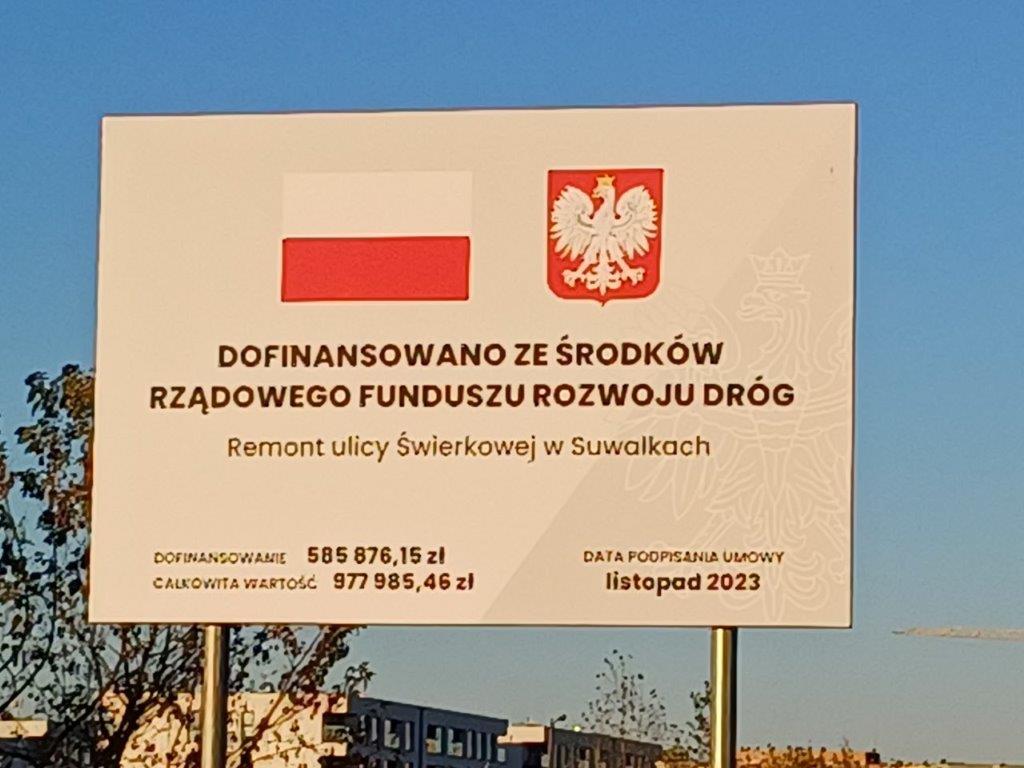 DOFINANSOWANO ZE ŚRODKÓW
RZĄDOWEGO FUNDUSZU ROZWOJU DRÓG
Remont ulicy Świerkowej w Suwałkach
DOFINANSOWANIE 585 876,15 zł
CAŁKOWITA WARTOŚĆ 977 985,46 zł
DATA PODPISANIA UMOWY
listopad 2023